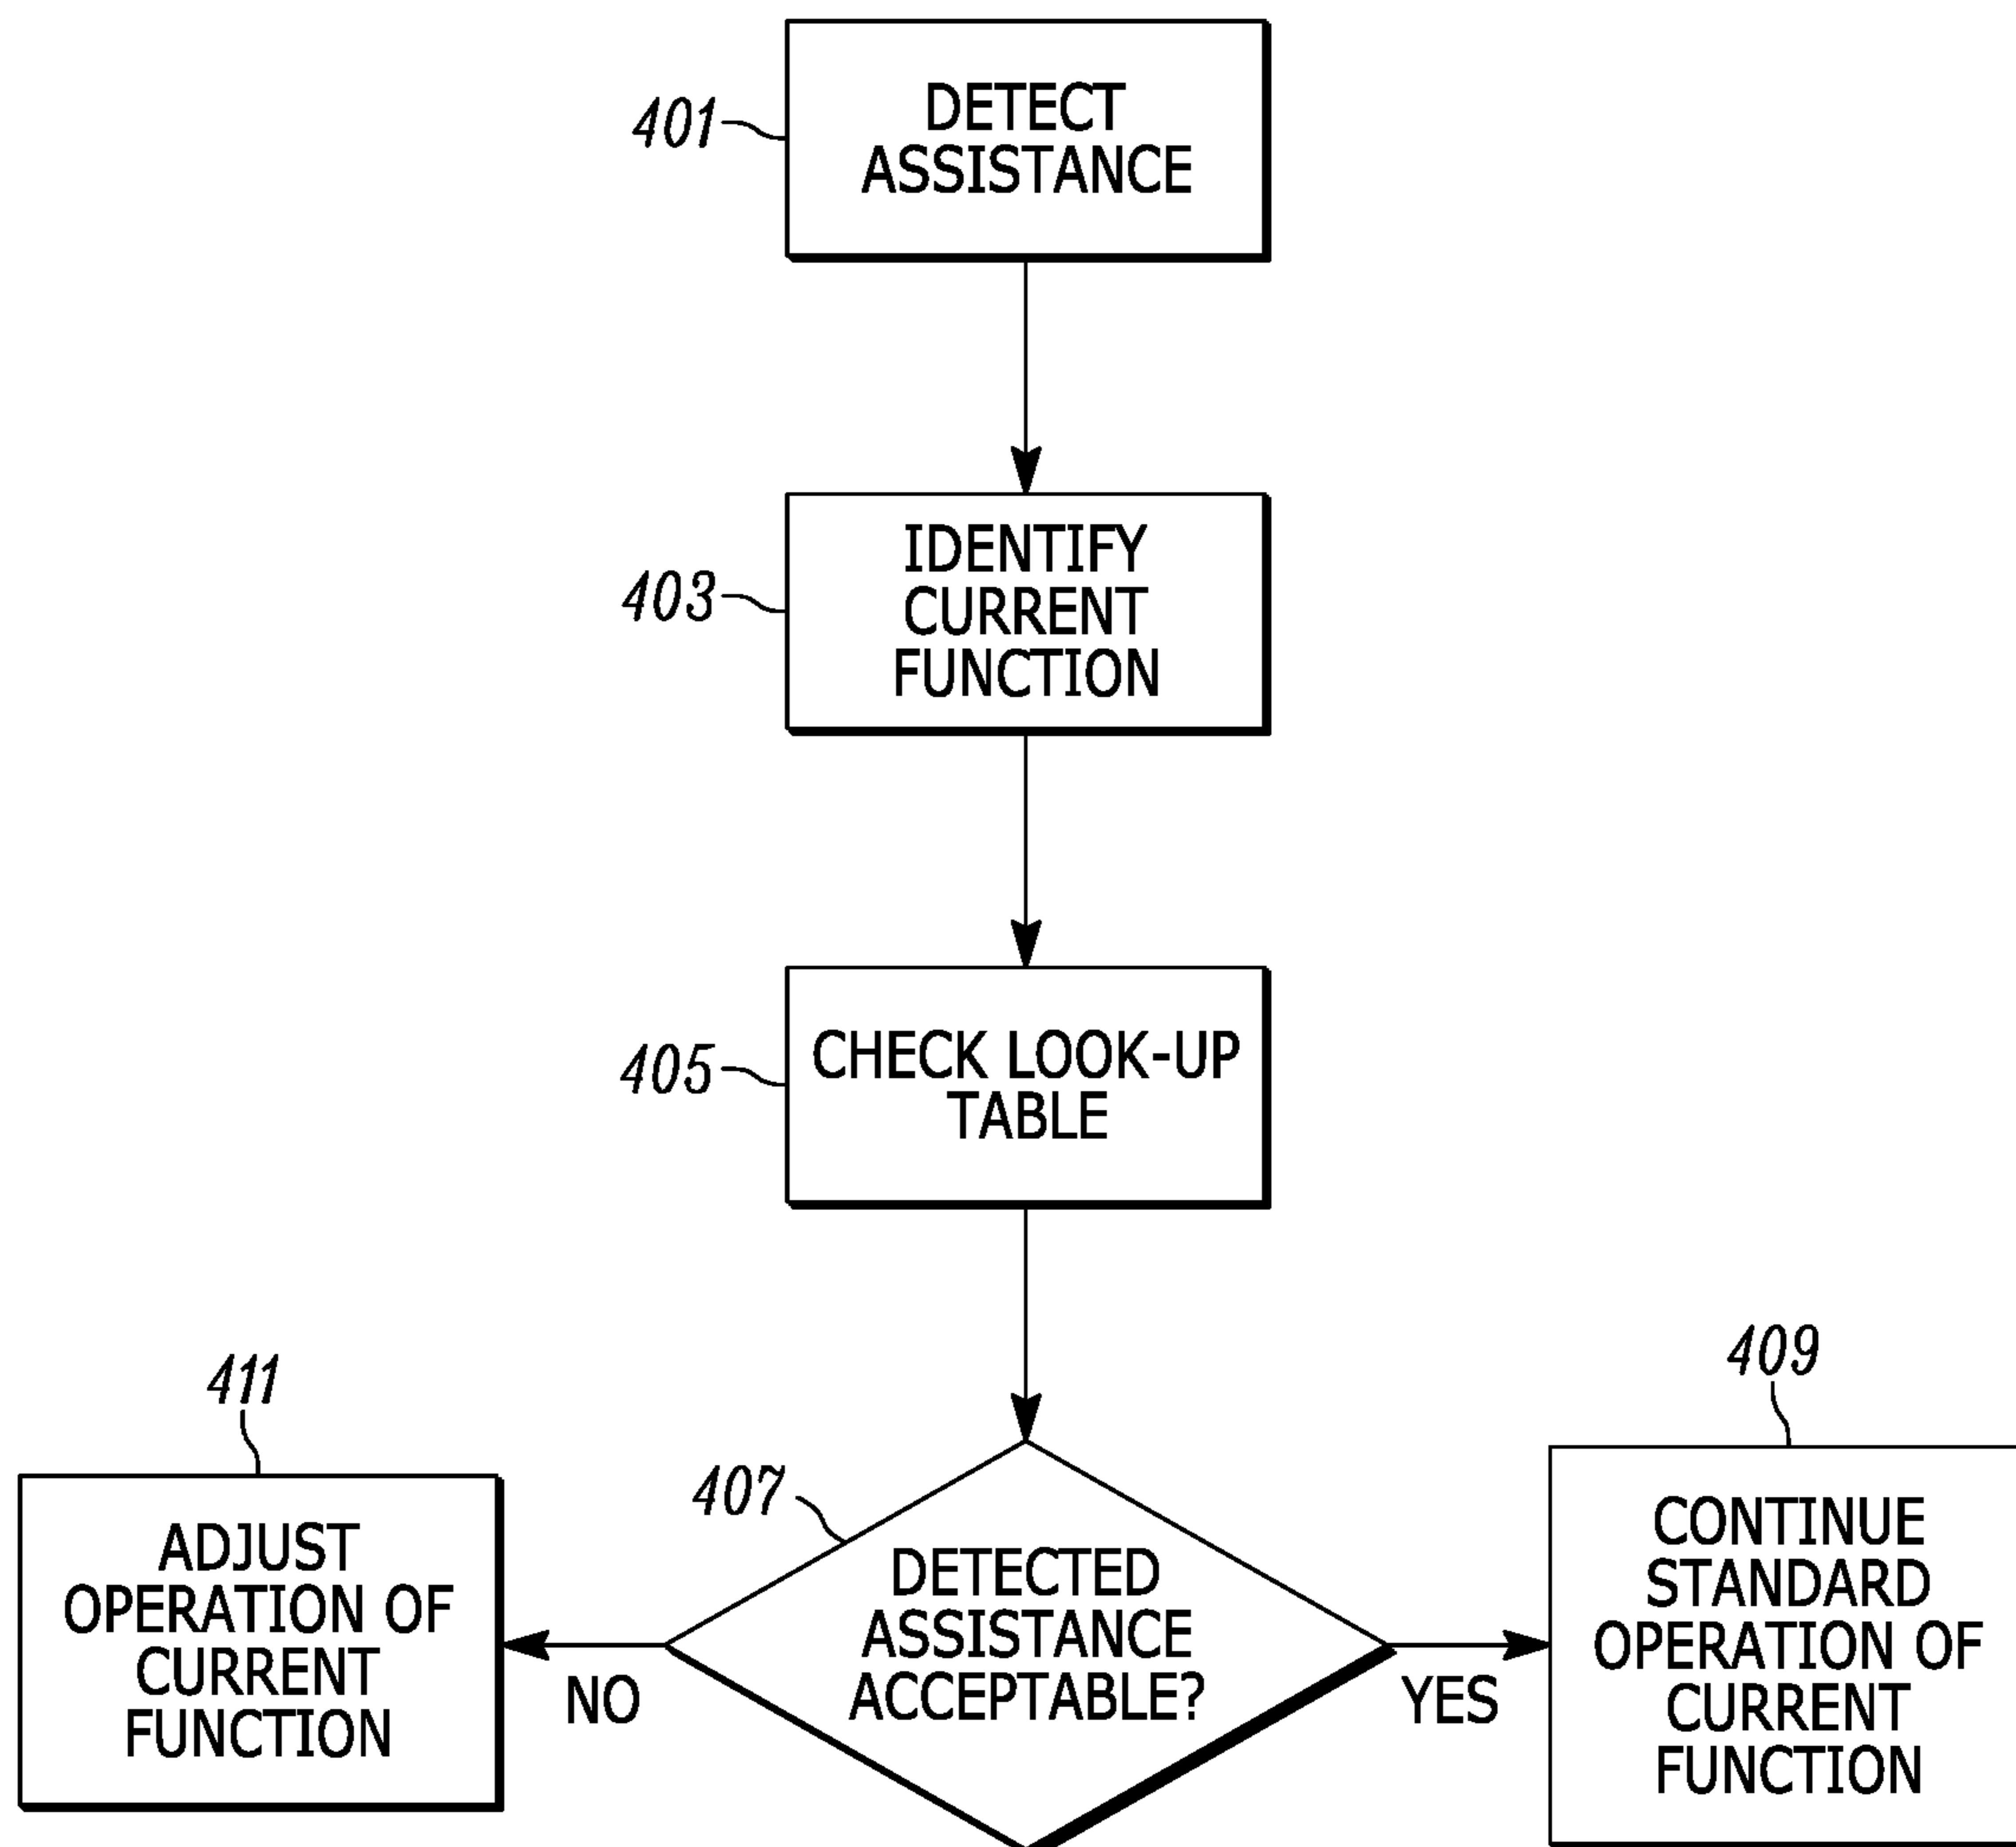 401
DETECT
ASSISTANCE
403
IDENTIFY
CURRENT
FUNCTION
405
CHECK LOOK-UP
TABLE
407
DETECTED
ASSISTANCE
ACCEPTABLE?
NO
YES
411
ADJUST
OPERATION OF
CURRENT
FUNCTION
409
CONTINUE
STANDARD
OPERATION OF
CURRENT
FUNCTION